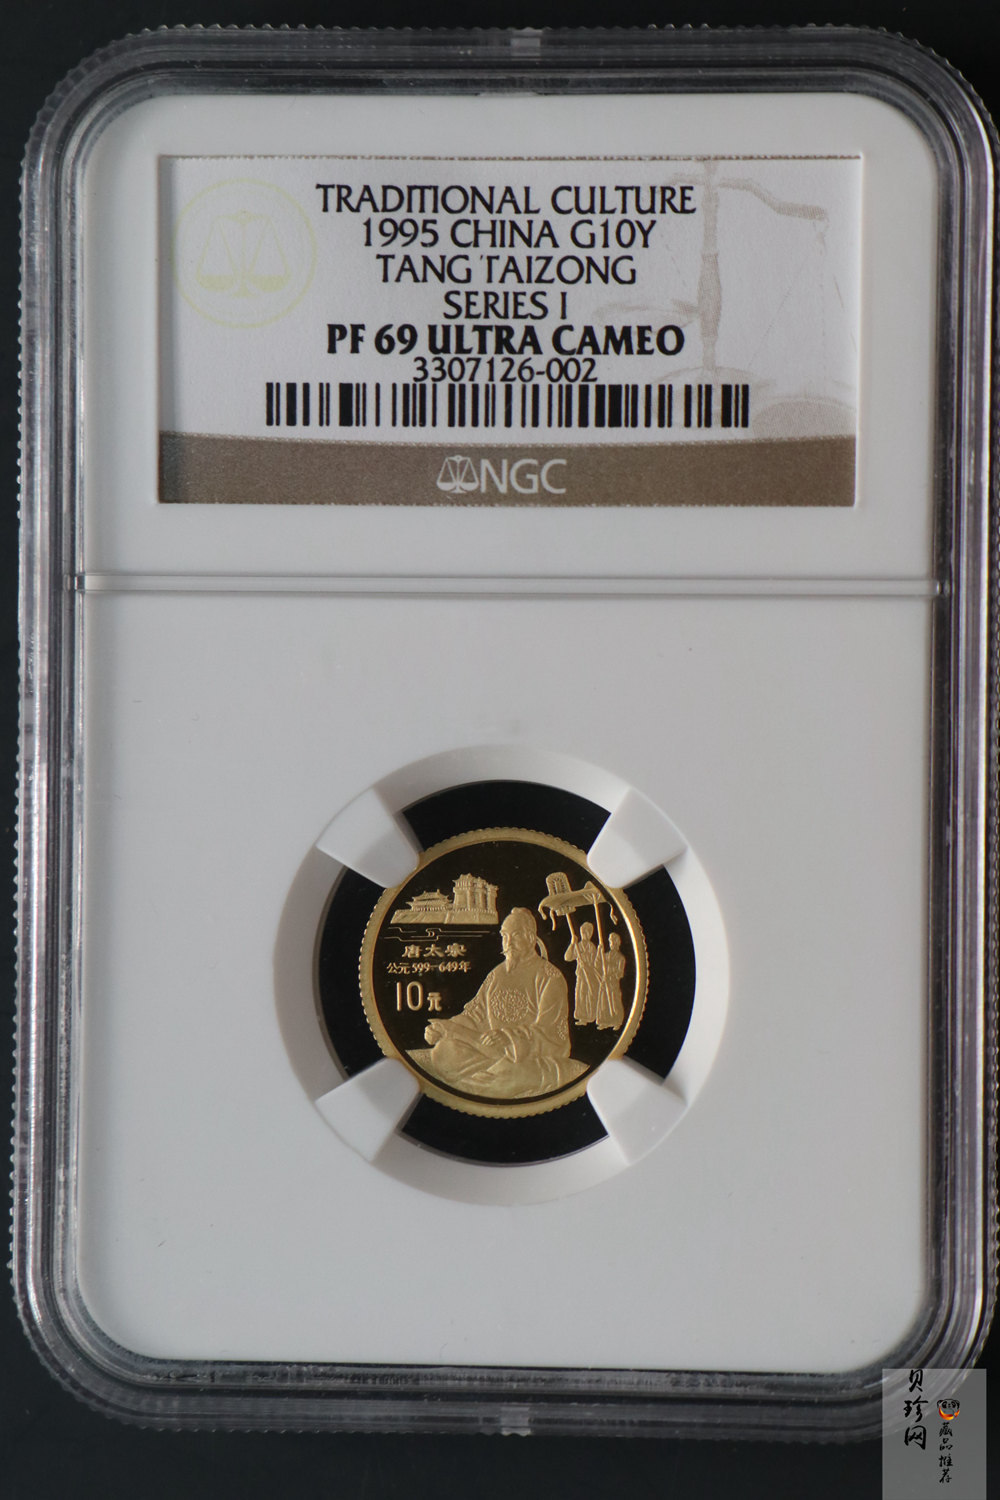 TRADITIONAL CULTURE
1995 CHINA G10Y
TANG TAIZONG
SERIES I
PF 69 ULTRA CAMEO
3307126-002
NGC
唐太宗
公元599-649年
10元
贝珍网
藏品推荐